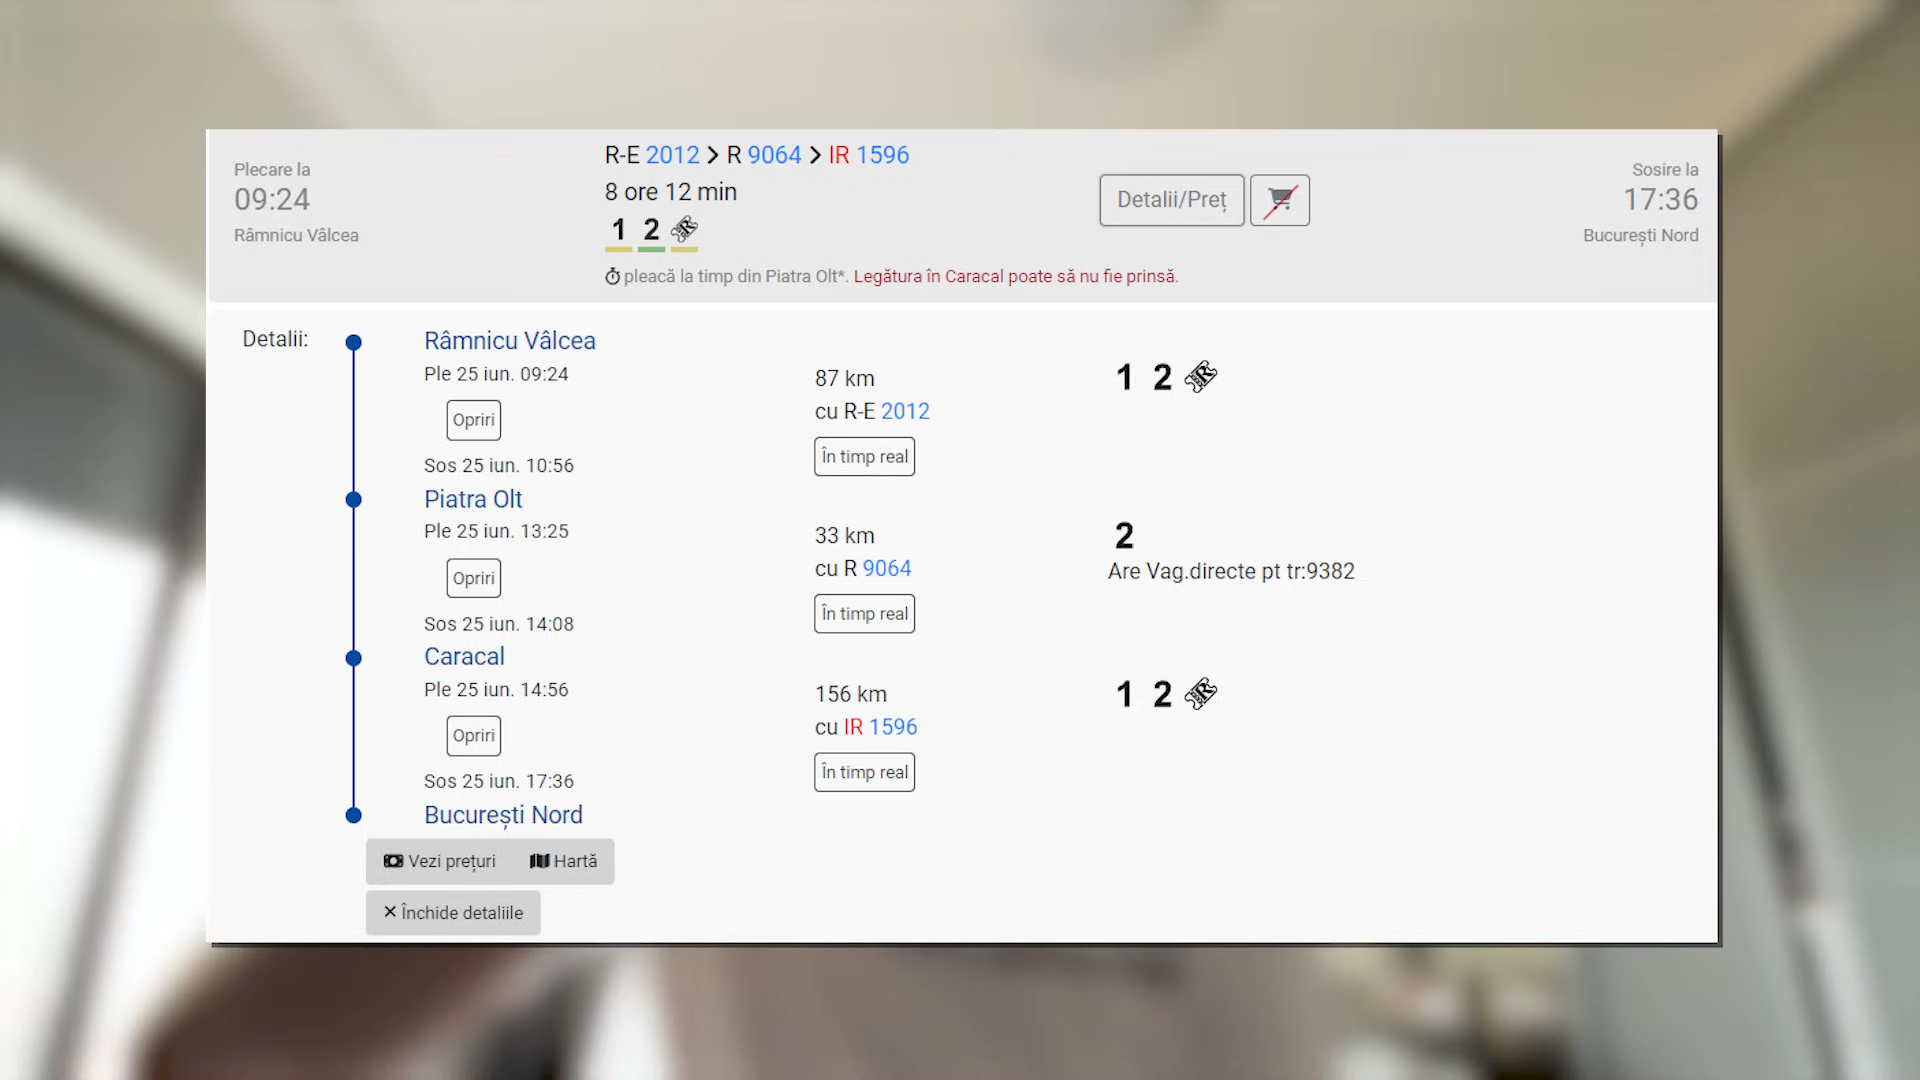 Plecare la
09:24
Râmnicu Vâlcea
R-E 2012 > R 9064 > IR 1596
8 ore 12 min
1 2 R
pleacă la timp din Piatra Olt*. Legătura în Caracal poate să nu fie prinsă.
Detalii/Preț
Sosire la
17:36
București Nord
Detalii:
Râmnicu Vâlcea
Ple 25 iun. 09:24
Opriri
Sos 25 iun. 10:56
87 km
cu R-E 2012
În timp real
1 2 R
Piatra Olt
Ple 25 iun. 13:25
Opriri
Sos 25 iun. 14:08
33 km
cu R 9064
În timp real
2
Are Vag.directe pt tr:9382
Caracal
Ple 25 iun. 14:56
Opriri
Sos 25 iun. 17:36
156 km
cu IR 1596
În timp real
1 2 R
București Nord
Vezi prețuri
Hartă
× Închide detaliile